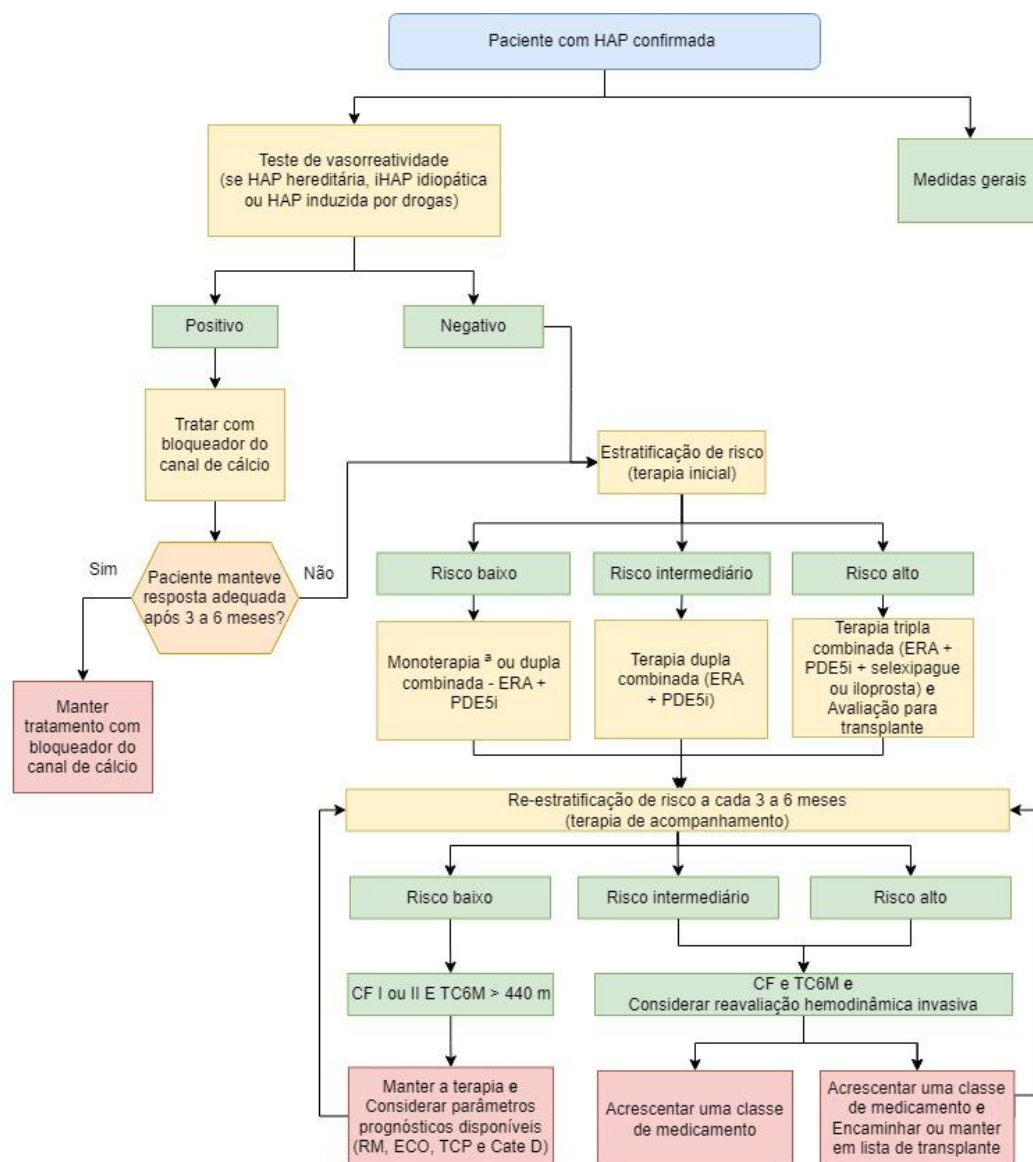 Paciente com HAP confirmada
Teste de vasorreatividade
(se HAP hereditária, iHAP idiopática
ou HAP induzida por drogas)
Medidas gerais
Positivo
Negativo
Tratar com
bloqueador do
canal de cálcio
Estratificação de risco
(terapia inicial)
Sim
Paciente manteve
resposta adequada
após 3 a 6 meses?
Não
Risco baixo
Risco intermediário
Risco alto
Manter
tratamento com
bloqueador do
canal de cálcio
Monoterapia ª ou dupla
combinada - ERA +
PDE5i
Terapia dupla
combinada (ERA
+ PDE5i)
Terapia tripla
combinada (ERA +
PDE5i + selexipague
ou iloprosta) e
Avaliação para
transplante
Re-estratificação de risco a cada 3 a 6 meses
(terapia de acompanhamento)
Risco baixo
Risco intermediário
Risco alto
CF I ou II E TC6M > 440 m
CF e TC6M e
Considerar reavaliação hemodinâmica invasiva
Manter a terapia e
Considerar parâmetros
prognósticos disponíveis
(RM, ECO, TCP e Cate D)
Acrescentar uma classe
de medicamento
Acrescentar uma classe
de medicamento e
Encaminhar ou manter
em lista de transplante